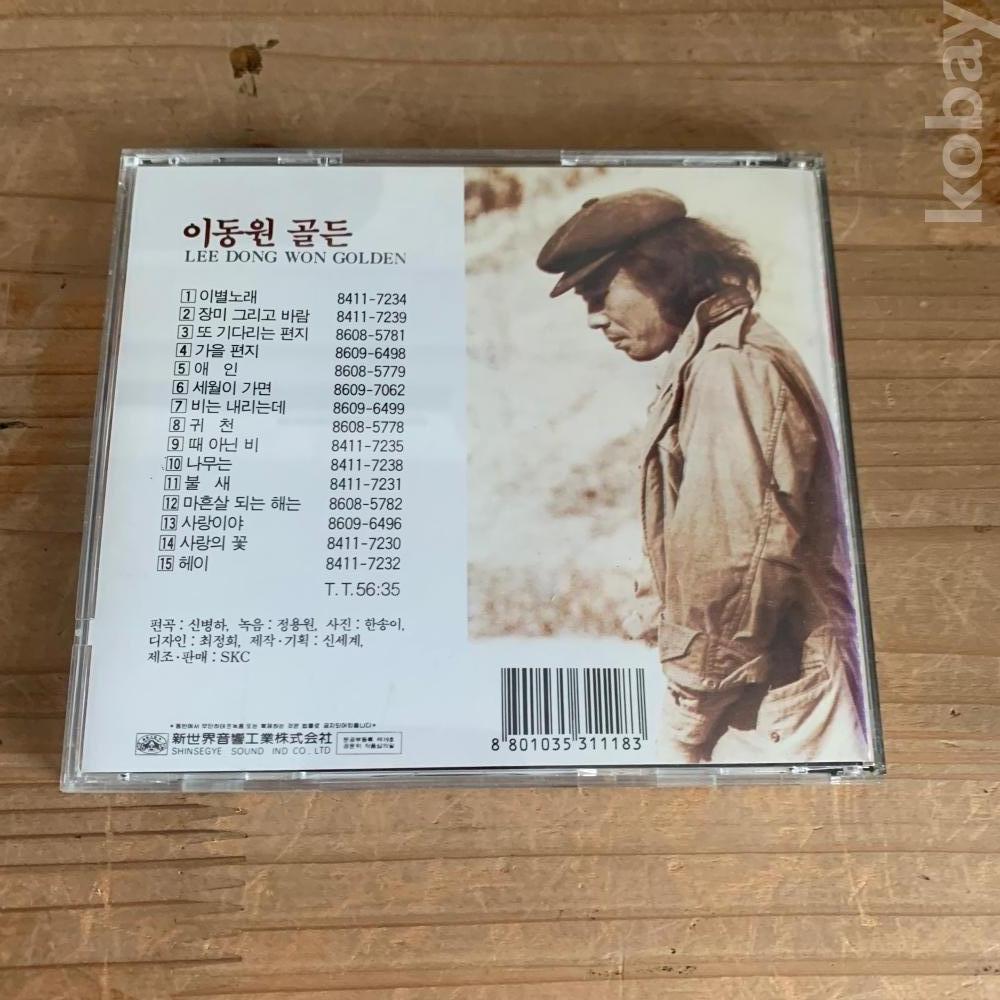 kobay
이동원 골든
LEE DONG WON GOLDEN
1 이별노래 8411-7234
2 장미 그리고 바람 8411-7239
3 또 기다리는 편지 8608-5781
4 가을 편지 8609-6498
5 애 인 8608-5779
6 세월이 가면 8609-7062
7 비는 내리는데 8609-6499
8 귀 천 8608-5778
9 때 아닌 비 8411-7235
10 나무는 8411-7238
11 불 새 8411-7231
12 마흔살 되는 해는 8608-5782
13 사랑이야 8609-6496
14 사랑의 꽃 8411-7230
15 헤이 8411-7232
T.T.56:35
편곡 : 신병하, 녹음 : 정용원, 사진 : 한송이,
디자인 : 최정희, 제작·기획 : 신세계,
제조·판매 : SKC
新世界音響工業株式会社
SHINSEGYE SOUND IND CO., LTD
8 801035 311183